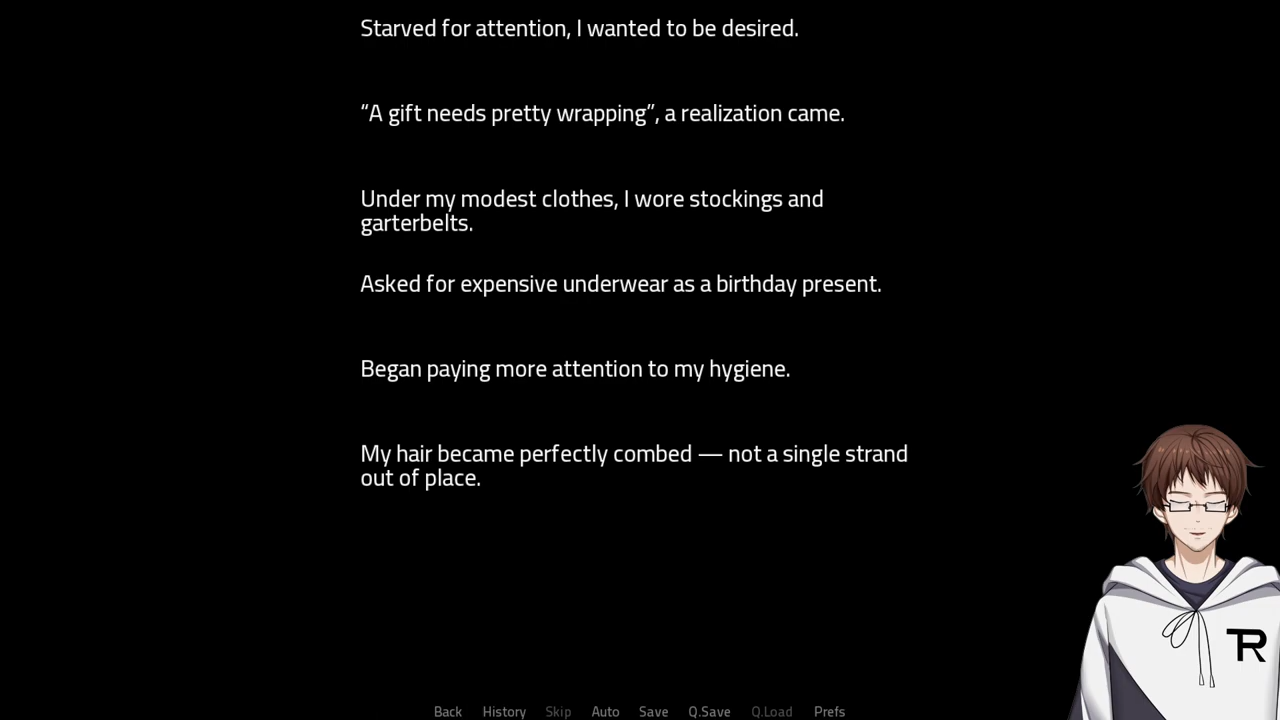 Starved for attention, I wanted to be desired.
“A gift needs pretty wrapping”, a realization came.
Under my modest clothes, I wore stockings and
garterbelts.
Asked for expensive underwear as a birthday present.
Began paying more attention to my hygiene.
My hair became perfectly combed — not a single strand
out of place.
TR
Back History Skip Auto Save Q.Save Q.Load Prefs